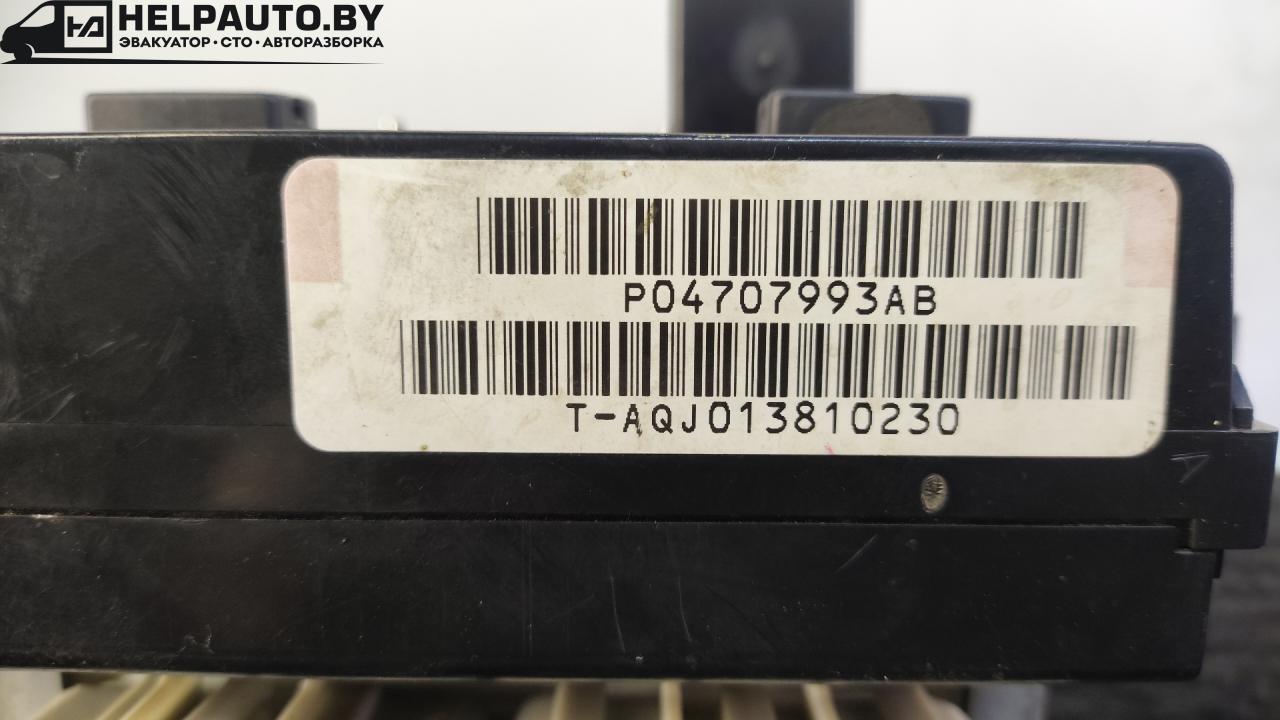 HELPAUTO.BY
ЭВАКУАТОР · СТО · АВТОРАЗБОРКА
P04707993AB
T-AQJ013810230
A